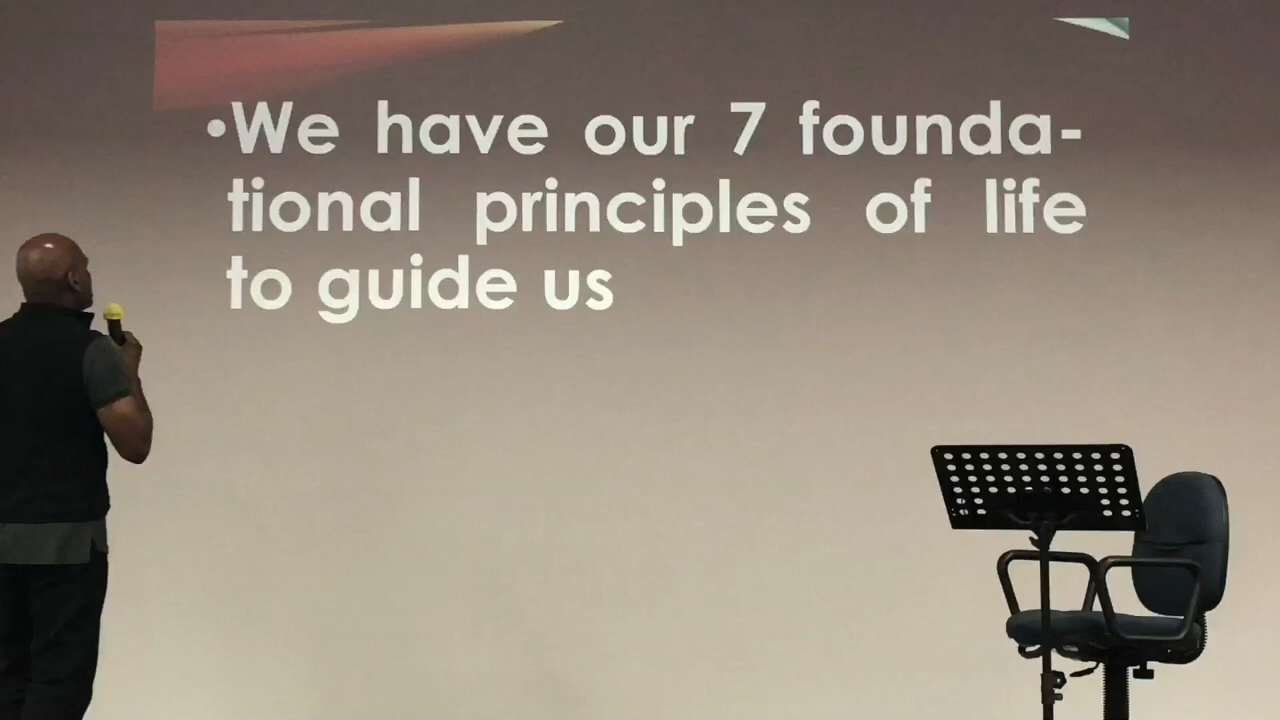 •We have our 7 founda-
tional principles of life
to guide us